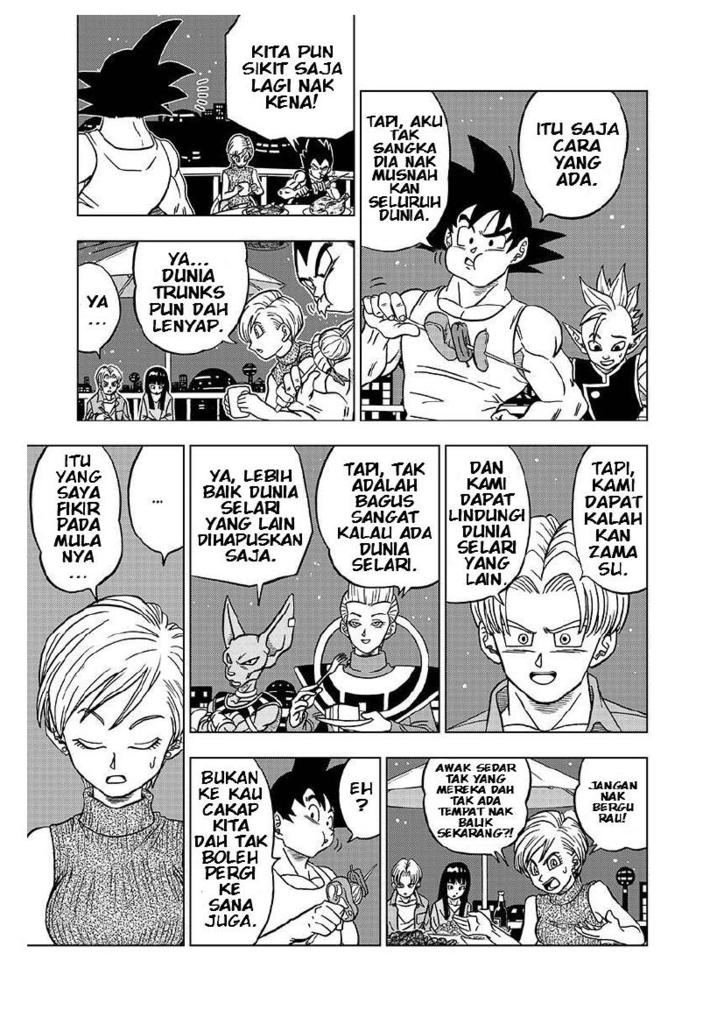 ITU SAJA
CARA
YANG
ADA.
TAPI, AKU
TAK
SANGKA
DIA NAK
MUSNAH
KAN
SELURUH
DUNIA.
KITA PUN
SIKIT SAJA
LAGI NAK
KENA!
YA...
DUNIA
TRUNKS
PUN DAH
LENYAP.
YA
...
TAPI,
KAMI
DAPAT
KALAH
KAN
ZAMA
SU.
DAN
KAMI
DAPAT
LINDUNGI
DUNIA
SELARI
YANG
LAIN.
TAPI, TAK
ADALAH
BAGUS
SANGAT
KALAU ADA
DUNIA
SELARI.
YA, LEBIH
BAIK DUNIA
SELARI
YANG LAIN
DIHAPUSKAN
SAJA.
JANGAN
NAK
BERGU
RAU!
AWAK SEDAR
TAK YANG
MEREKA DAH
TAK ADA
TEMPAT NAK
BALIK
SEKARANG?!
EH
?
BUKAN
KE KAU
CAKAP
KITA
DAH TAK
BOLEH
PERGI
KE
SANA
JUGA.
...
ITU
YANG
SAYA
FIKIR
PADA
MULA
NYA
...